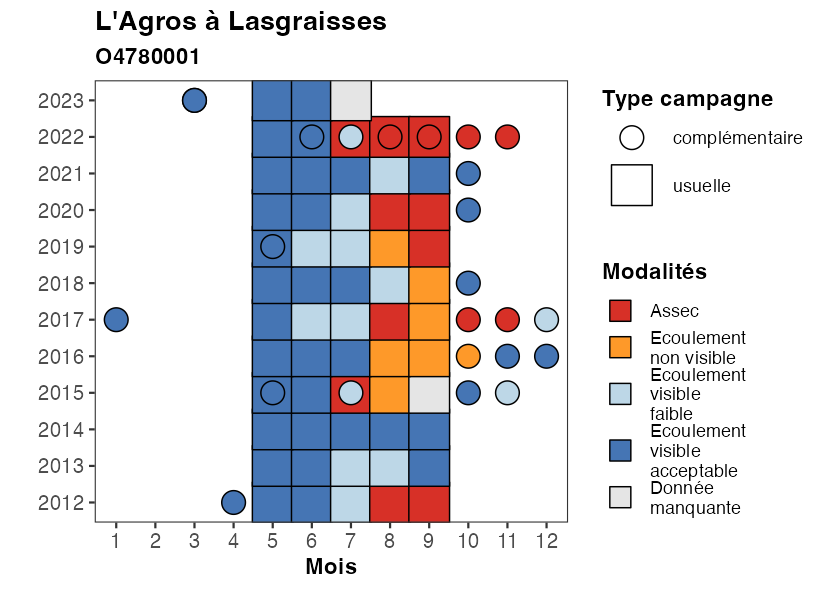 L'Agros à Lasgraisses
O4780001
2023
2022
2021
2020
2019
2018
2017
2016
2015
2014
2013
2012
1 2 3 4 5 6 7 8 9 10 11 12
Mois
Type campagne
complémentaire
usuelle
Modalités
Assec
Ecoulement
non visible
Ecoulement
visible
faible
Ecoulement
visible
acceptable
Donnée
manquante